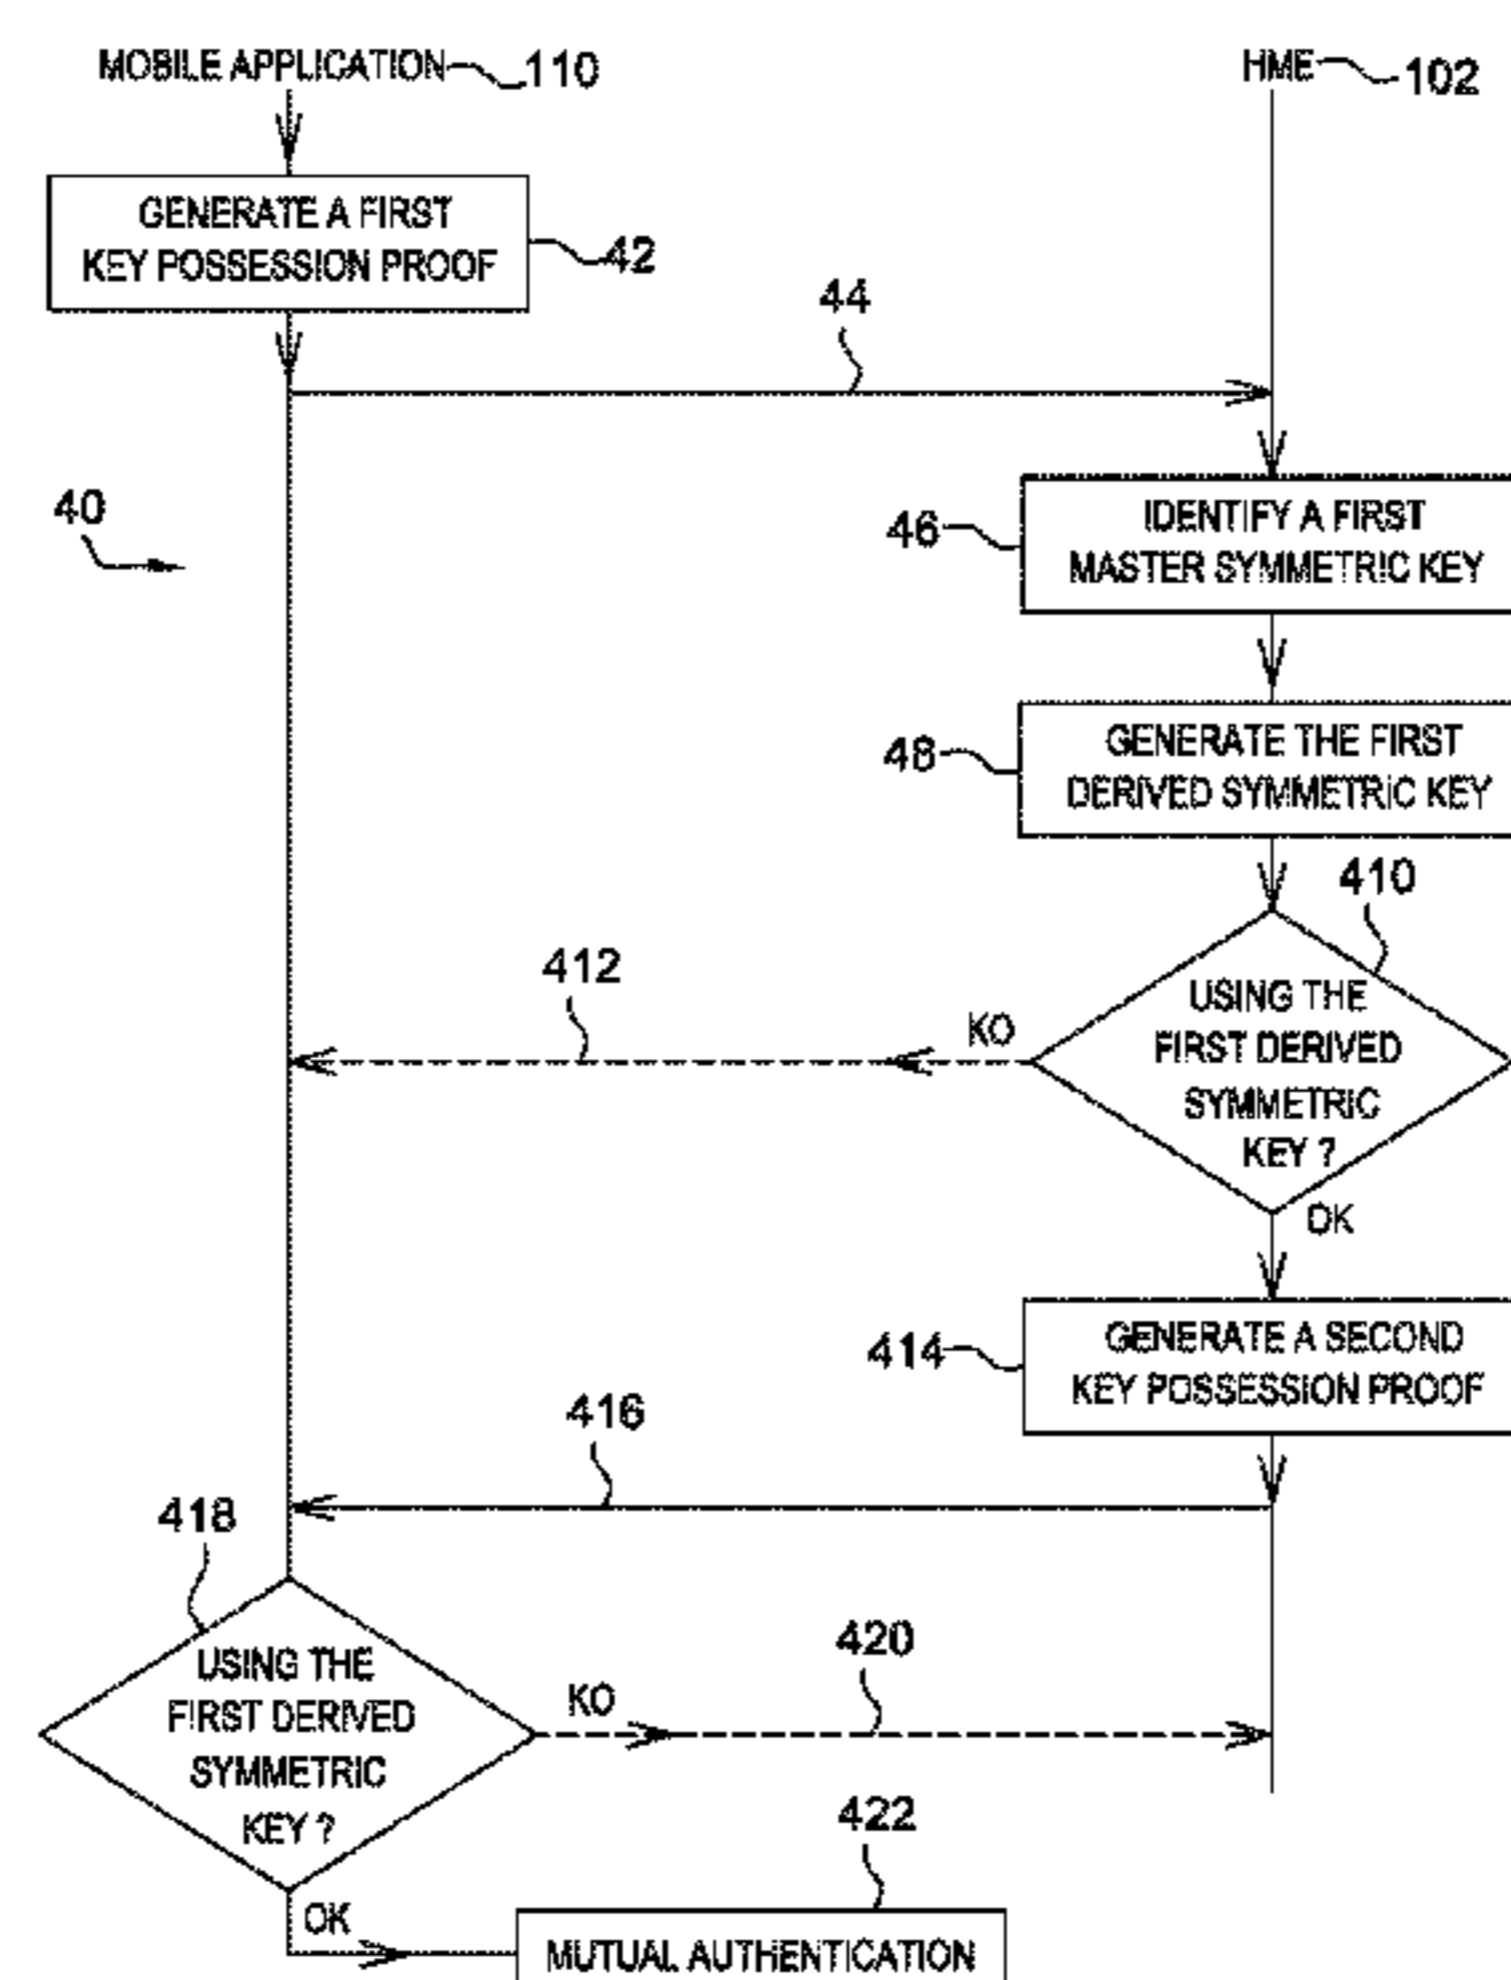 MOBILE APPLICATION 110
HME 102
GENERATE A FIRST
KEY POSSESSION PROOF
42
44
40
46
IDENTIFY A FIRST
MASTER SYMMETRIC KEY
48
GENERATE THE FIRST
DERIVED SYMMETRIC KEY
410
412
KO
USING THE
FIRST DERIVED
SYMMETRIC
KEY ?
OK
414
GENERATE A SECOND
KEY POSSESSION PROOF
416
418
USING THE
FIRST DERIVED
SYMMETRIC
KEY ?
KO
420
422
OK
MUTUAL AUTHENTICATION